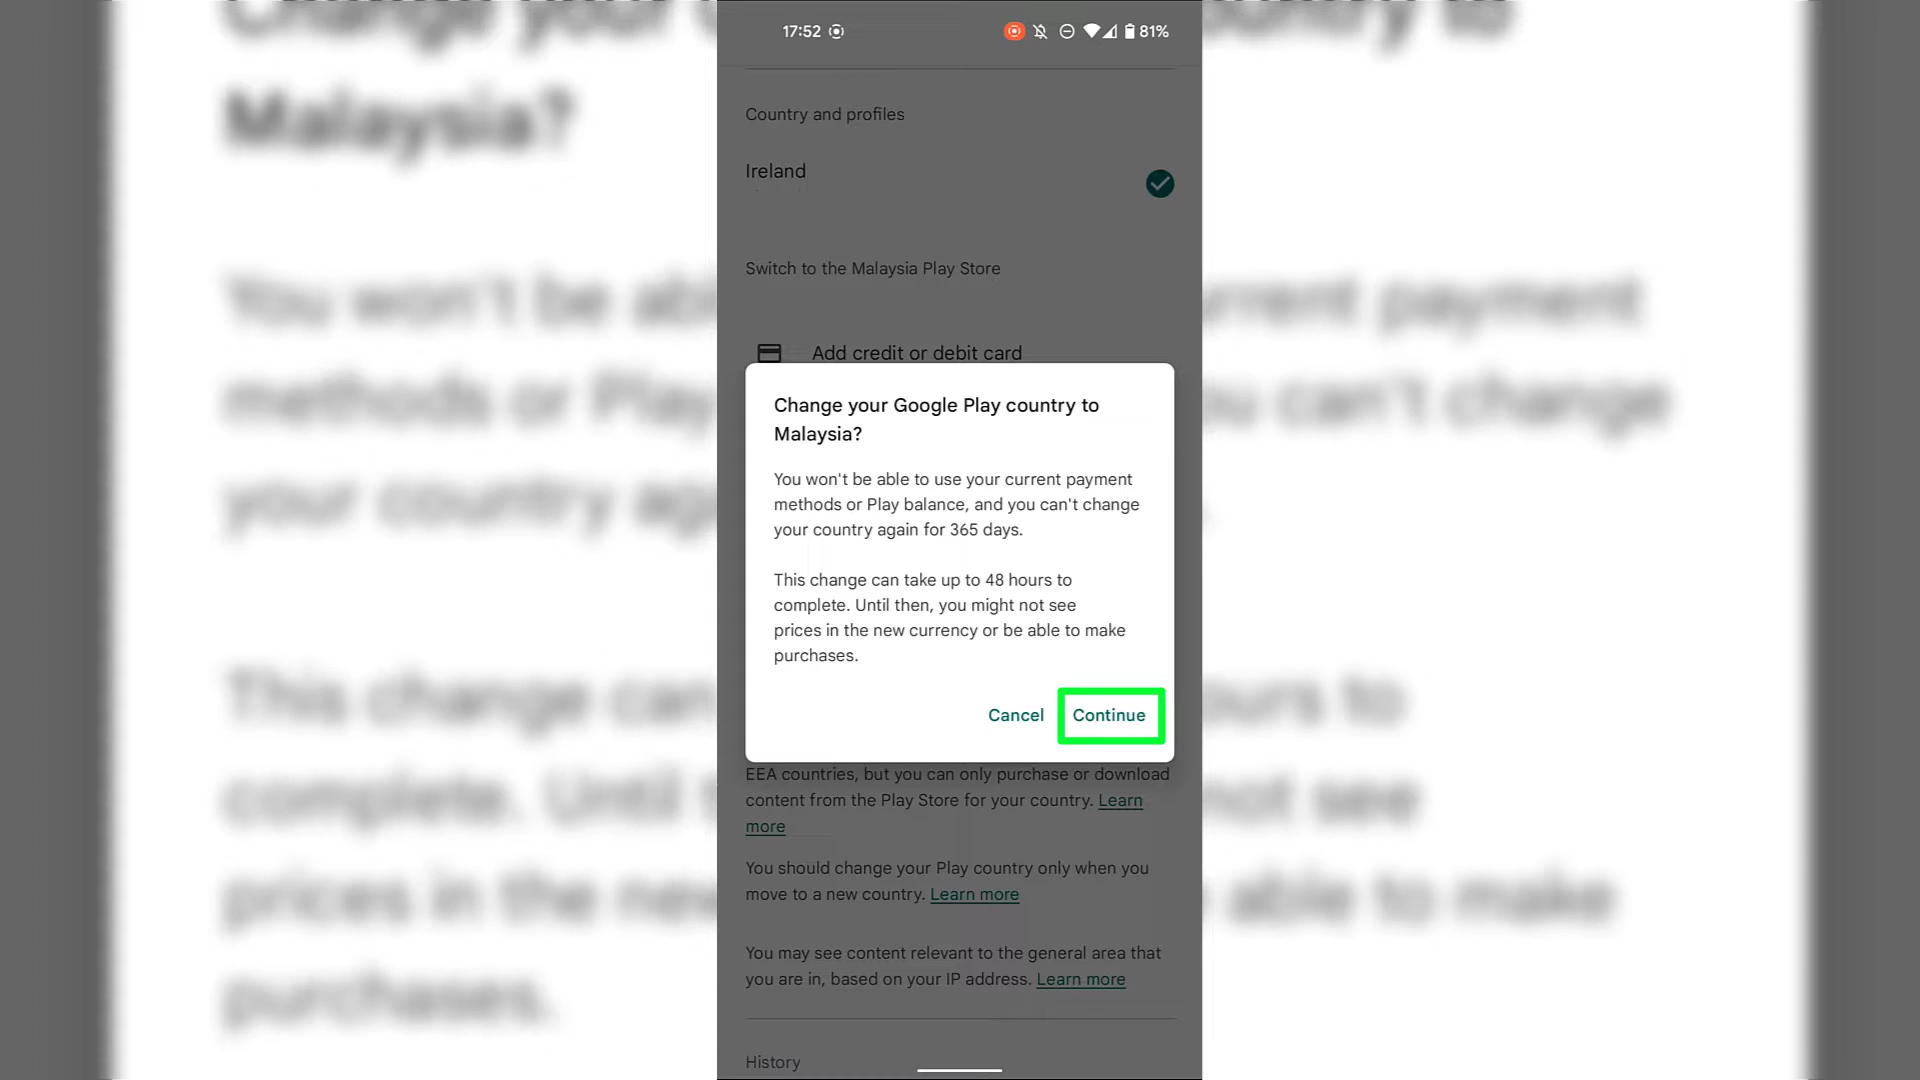 17:52
81%
Country and profiles
Ireland
Switch to the Malaysia Play Store
Add credit or debit card
Change your Google Play country to
Malaysia?
You won't be able to use your current payment
methods or Play balance, and you can't change
your country again for 365 days.
This change can take up to 48 hours to
complete. Until then, you might not see
prices in the new currency or be able to make
purchases.
Cancel
Continue
EEA countries, but you can only purchase or download
content from the Play Store for your country. Learn
more
You should change your Play country only when you
move to a new country. Learn more
You may see content relevant to the general area that
you are in, based on your IP address. Learn more
History